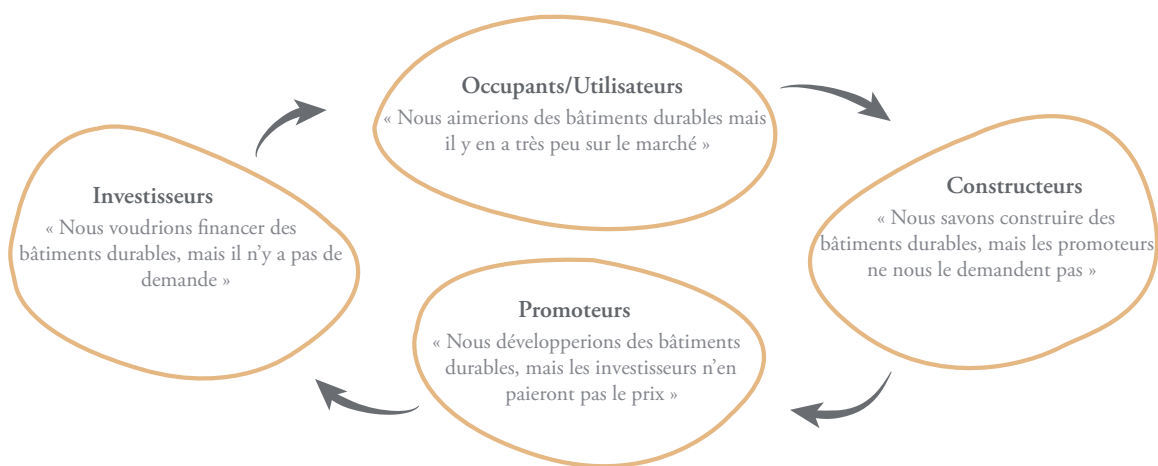 Occupants/Utilisateurs
« Nous aimerions des bâtiments durables mais
il y en a très peu sur le marché »
Constructeurs
« Nous savons construire des
bâtiments durables, mais les promoteurs
ne nous le demandent pas »
Promoteurs
« Nous développerions des bâtiments
durables, mais les investisseurs n’en
paieront pas le prix »
Investisseurs
« Nous voudrions financer des
bâtiments durables, mais il n’y a pas de
demande »